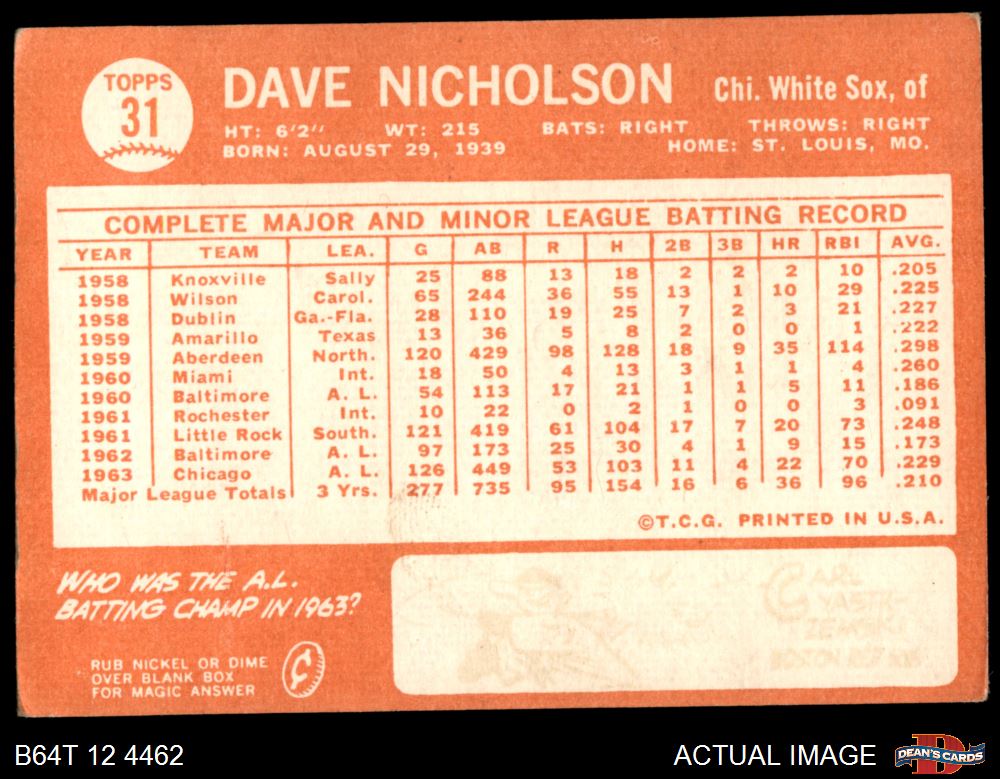 TOPPS
31
DAVE NICHOLSON Chi. White Sox, of
HT: 6'2" WT: 215 BATS: RIGHT THROWS: RIGHT
BORN: AUGUST 29, 1939 HOME: ST. LOUIS, MO.
COMPLETE MAJOR AND MINOR LEAGUE BATTING RECORD
YEAR TEAM LEA. G AB R H 2B 3B HR RBI AVG.
1958 Knoxville Sally 25 88 13 18 2 2 2 10 .205
1958 Wilson Carol. 65 244 36 55 13 1 10 29 .225
1958 Dublin Ga.-Fla. 28 110 19 25 7 2 3 21 .227
1959 Amarillo Texas 13 36 5 8 2 0 0 1 .222
1959 Aberdeen North. 120 429 98 128 18 9 35 114 .298
1960 Miami Int. 18 50 4 13 3 1 1 4 .260
1960 Baltimore A. L. 54 113 17 21 1 1 5 11 .186
1961 Rochester Int. 10 22 0 2 1 0 0 3 .091
1961 Little Rock South. 121 419 61 104 17 7 20 73 .248
1962 Baltimore A. L. 97 173 25 30 4 1 9 15 .173
1963 Chicago A. L. 126 449 53 103 11 4 22 70 .229
Major League Totals 3 Yrs. 277 735 95 154 16 6 36 96 .210
©T.C.G. PRINTED IN U.S.A.
WHO WAS THE A.L.
BATTING CHAMP IN 1963?
RUB NICKEL OR DIME
OVER BLANK BOX
FOR MAGIC ANSWER
CARL
YASTR-
ZEMSKI
BOSTON RED SOX
B64T 12 4462
ACTUAL IMAGE
DEAN'S CARDS